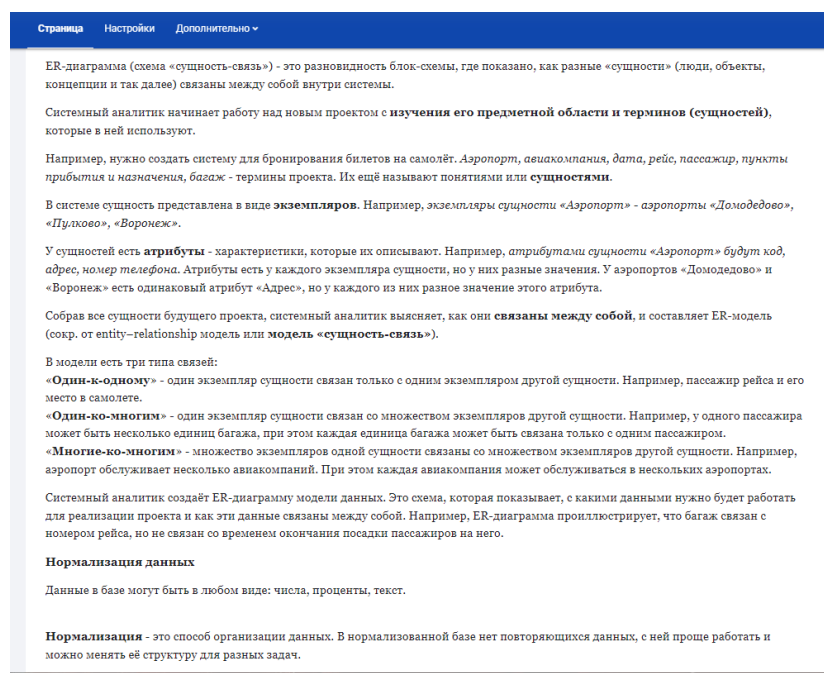 Страница Настройки Дополнительно
ER-диаграмма (схема «сущность-связь») - это разновидность блок-схемы, где показано, как разные «сущности» (люди, объекты,
концепции и так далее) связаны между собой внутри системы.
Системный аналитик начинает работу над новым проектом с изучения его предметной области и терминов (сущностей),
которые в ней используют.
Например, нужно создать систему для бронирования билетов на самолёт. Аэропорт, авиакомпания, дата, рейс, пассажир, пункты
прибытия и назначения, багаж - термины проекта. Их ещё называют понятиями или сущностями.
В системе сущность представлена в виде экземпляров. Например, экземпляры сущности «Аэропорт» - аэропорты «Домодедово»,
«Пулково», «Воронеж».
У сущностей есть атрибуты - характеристики, которые их описывают. Например, атрибутами сущности «Аэропорт» будут код,
адрес, номер телефона. Атрибуты есть у каждого экземпляра сущности, но у них разные значения. У аэропортов «Домодедово» и
«Воронеж» есть одинаковый атрибут «Адрес», но у каждого из них разное значение этого атрибута.
Собрав все сущности будущего проекта, системный аналитик выясняет, как они связаны между собой, и составляет ER-модель
(сокр. от entity–relationship модель или модель «сущность-связь»).
В модели есть три типа связей:
«Один-к-одному» - один экземпляр сущности связан только с одним экземпляром другой сущности. Например, пассажир рейса и его
место в самолете.
«Один-ко-многим» - один экземпляр сущности связан со множеством экземпляров другой сущности. Например, у одного пассажира
может быть несколько единиц багажа, при этом каждая единица багажа может быть связана только с одним пассажиром.
«Многие-ко-многим» - множество экземпляров одной сущности связаны со множеством экземпляров другой сущности. Например,
аэропорт обслуживает несколько авиакомпаний. При этом каждая авиакомпания может обслуживаться в нескольких аэропортах.
Системный аналитик создаёт ER-диаграмму модели данных. Это схема, которая показывает, с какими данными нужно будет работать
для реализации проекта и как эти данные связаны между собой. Например, ER-диаграмма проиллюстрирует, что багаж связан с
номером рейса, но не связан со временем окончания посадки пассажиров на него.
Нормализация данных
Данные в базе могут быть в любом виде: числа, проценты, текст.
Нормализация - это способ организации данных. В нормализованной базе нет повторяющихся данных, с ней проще работать и
можно менять её структуру для разных задач.